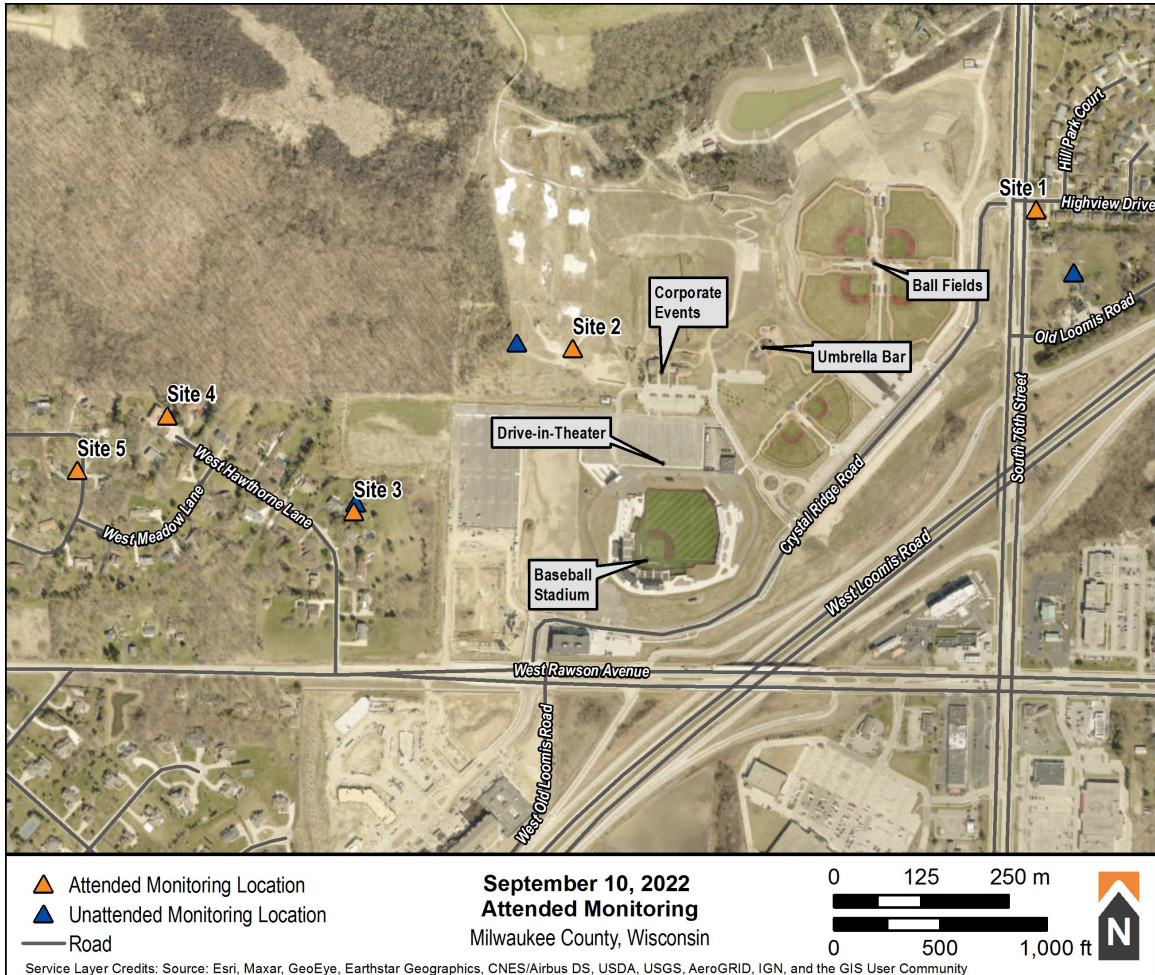 Hill Park Court
Site 1
Highview Drive
Ball Fields
Corporate
Events
Old Loomis Road
Site 2
Umbrella Bar
Site 4
Drive-in-Theater
South 76th Street
Site 5
West Hawthorne Lane
Site 3
West Meadow Lane
Crystal Ridge Road
West Loomis Road
Baseball
Stadium
West Rawson Avenue
West Old Loomis Road
Attended Monitoring Location
Unattended Monitoring Location
Road
September 10, 2022
Attended Monitoring
Milwaukee County, Wisconsin
0 125 250 m
0 500 1,000 ft
N
Service Layer Credits: Source: Esri, Maxar, GeoEye, Earthstar Geographics, CNES/Airbus DS, USDA, USGS, AeroGRID, IGN, and the GIS User Community